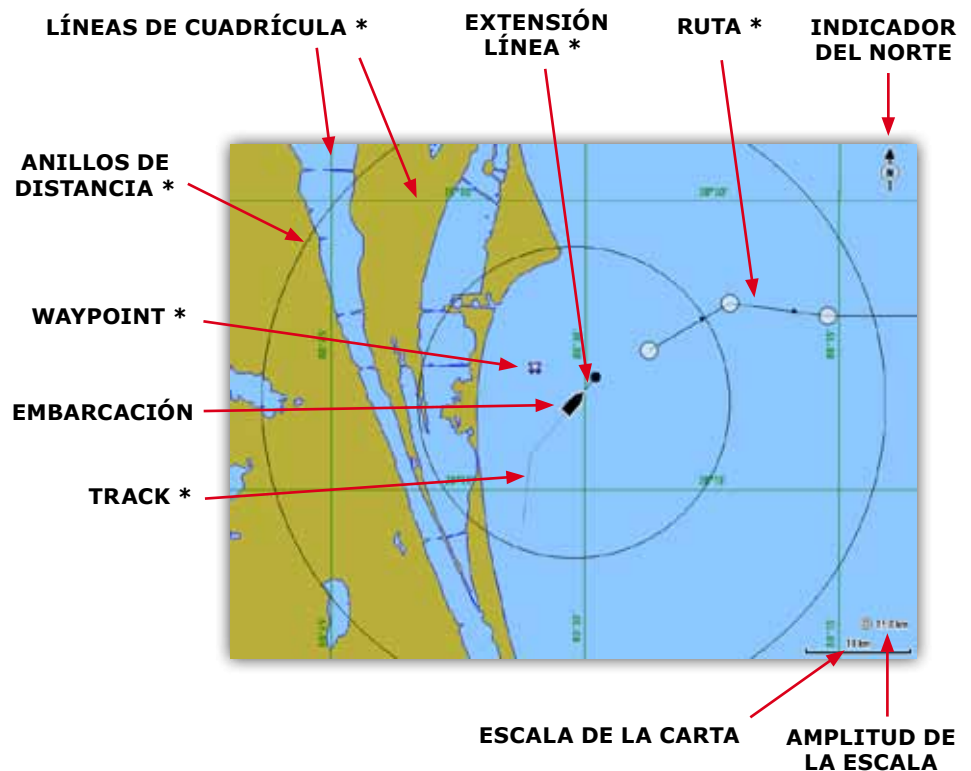 LÍNEAS DE CUADRÍCULA *
EXTENSIÓN
LÍNEA *
RUTA *
INDICADOR
DEL NORTE
ANILLOS DE
DISTANCIA *
WAYPOINT *
EMBARCACIÓN
TRACK *
N
10 km
ESCALA DE LA CARTA
AMPLITUD DE
LA ESCALA